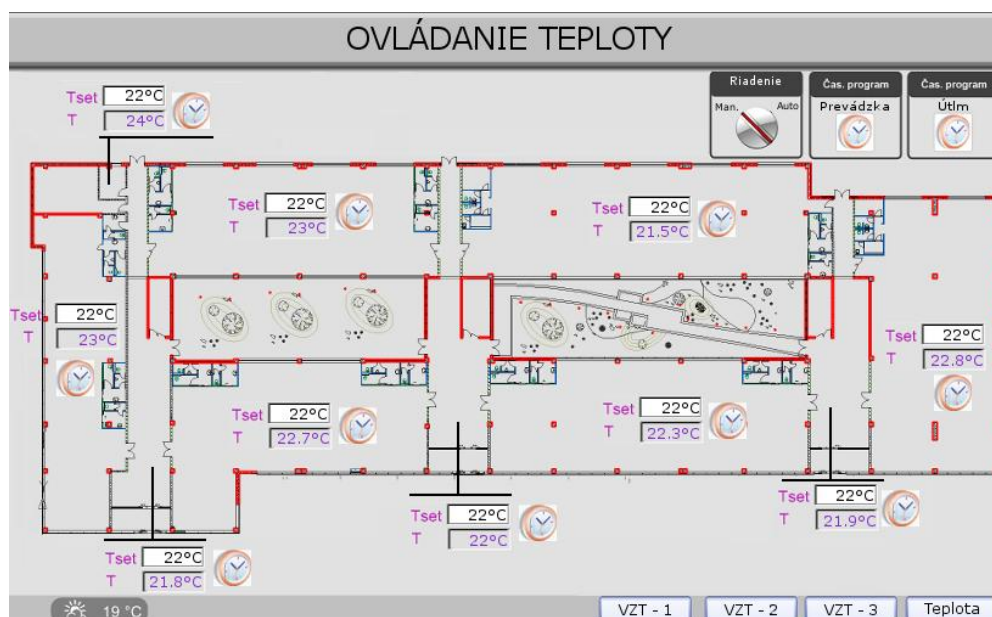 OVLÁDANIE TEPLOTY
Riadenie
Man.
Auto
Čas. program
Prevádzka
Čas. program
Útlm
Tset 22°C
T 24°C
Tset 22°C
T 23°C
Tset 22°C
T 21.5°C
Tset 22°C
T 23°C
22°C
22.8°C
Tset 22°C
T 22.7°C
Tset 22°C
T 22.3°C
Tset 22°C
T 21.9°C
Tset 22°C
T 22°C
Tset 22°C
T 21.8°C
19 °C
VZT - 1
VZT - 2
VZT - 3
Teplota